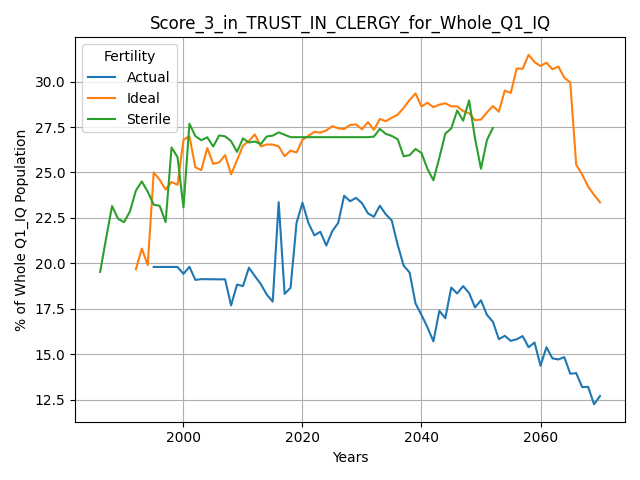 Score_3_in_TRUST_IN_CLERGY_for_Whole_Q1_IQ
Fertility
Actual
Ideal
Sterile
% of Whole Q1_IQ Population
30.0
27.5
25.0
22.5
20.0
17.5
15.0
12.5
2000 2020 2040 2060
Years